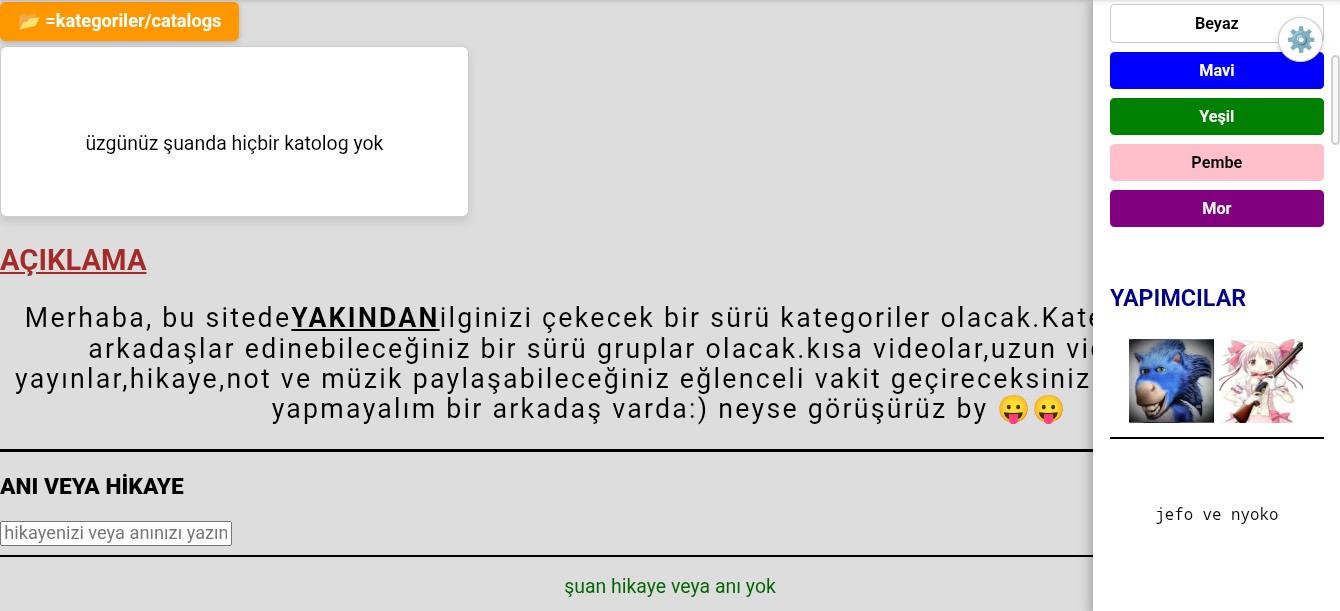 📂 =kategoriler/catalogs
üzgünüz şuanda hiçbir katolog yok
AÇIKLAMA
Merhaba, bu sitedeYAKINDANilginizi çekecek bir sürü kategoriler olacak.Kate
arkadaşlar edinebileceğiniz bir sürü gruplar olacak.kısa videolar,uzun
yayınlar,hikaye,not ve müzik paylaşabileceğiniz eğlenceli vakit geçireceksiniz
yapmayalım bir arkadaş varda:) neyse görüşürüz by 😛😛
ANI VEYA HİKAYE
hikayenizi veya anınızı yazın
şuan hikaye veya anı yok
Beyaz
Mavi
Yeşil
Pembe
Mor
YAPIMCILAR
jefo ve nyoko